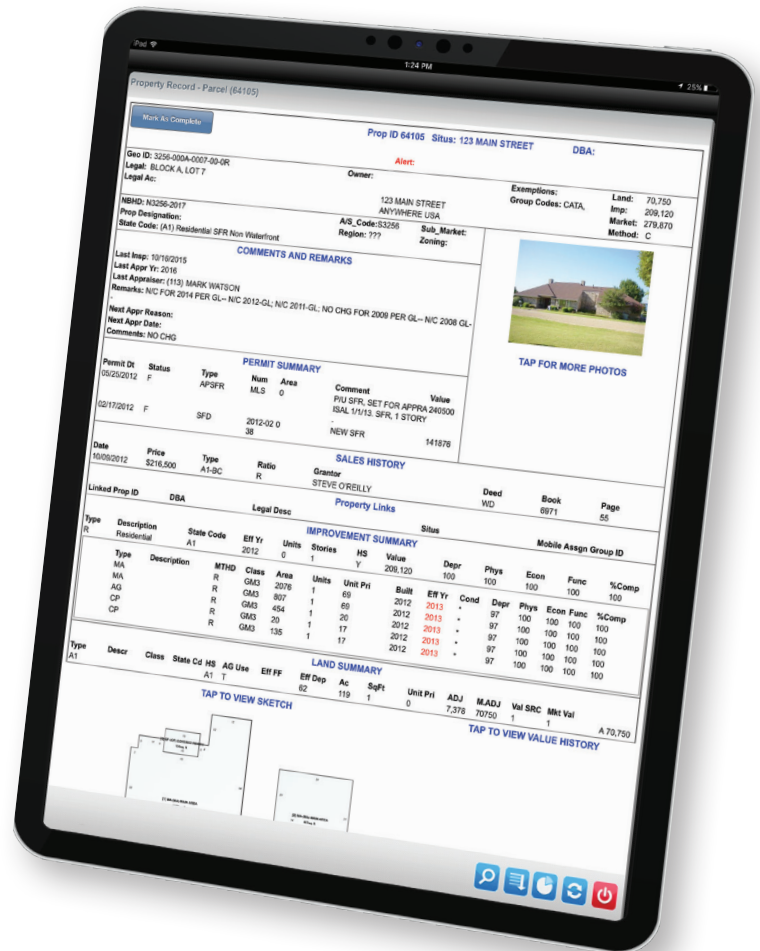 iPad
1:24 PM
25%
Property Record - Parcel (64105)
Mark As Complete
Prop ID 64105 Situs: 123 MAIN STREET DBA:
Alert:
Geo ID: 3256-000A-0007-00-0R Owner: Exemptions: Land: 70,750
Legal: BLOCK A, LOT 7 Group Codes: CATA, Imp: 209,120
Legal Ac: 123 MAIN STREET Market: 279,870
ANYWHERE USA Method: C
NBHD: N3256-2017 A/S_Code:S3256 Sub_Market:
Prop Designation: Region: ??? Zoning:
State Code: (A1) Residential SFR Non Waterfront
COMMENTS AND REMARKS
Last Insp: 10/16/2015
Last Appr Yr: 2016
Last Appraiser: (113) MARK WATSON
Remarks: N/C FOR 2014 PER GL-- N/C 2012-GL; N/C 2011-GL; NO CHG FOR 2009 PER GL-- N/C 2008 GL-
-
Next Appr Reason:
Next Appr Date:
Comments: NO CHG
TAP FOR MORE PHOTOS
PERMIT SUMMARY
Permit Dt Status Type Num Area Comment Value
05/25/2012 F APSFR MLS 0 P/U SFR, SET FOR APPRA 240500
ISAL 1/1/13. SFR, 1 STORY
.
02/17/2012 F SFD 2012-02 0 NEW SFR 141876
38
SALES HISTORY
Date Price Type Ratio Grantor Deed Book Page
10/09/2012 $216,500 A1-BC R STEVE O'REILLY WD 6971 55
Property Links
Linked Prop ID DBA Legal Desc Situs Mobile Assgn Group ID
IMPROVEMENT SUMMARY
Type Description State Code Eff Yr Units Stories HS Value Depr Phys Econ Func %Comp
R Residential A1 2012 0 1 Y 209,120 100 100 100 100 100
Type Description MTHD Class Area Units Unit Pri Built Eff Yr Cond Depr Phys Econ Func %Comp
MA R GM3 2076 1 69 2012 2013 * 97 100 100 100 100
MA R GM3 807 1 69 2012 2013 * 97 100 100 100 100
AG R GM3 454 1 20 2012 2013 * 97 100 100 100 100
CP R GM3 20 1 17 2012 2013 * 97 100 100 100 100
CP R GM3 135 1 17 2012 2013 * 97 100 100 100 100
LAND SUMMARY
Type Descr Class State Cd HS AG Use Eff FF Eff Dep Ac SqFt Unit Pri ADJ M.ADJ Val SRC Mkt Val
A1 A1 T 62 119 1 0 7,378 70750 1 1 A 70,750
TAP TO VIEW SKETCH
TAP TO VIEW VALUE HISTORY